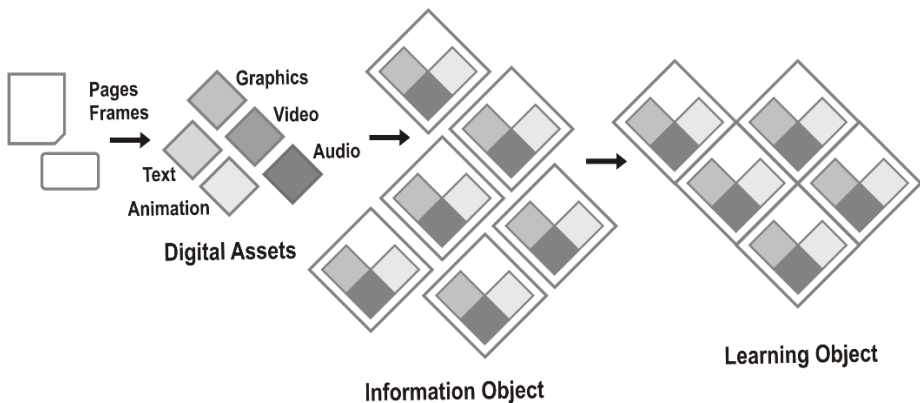 Pages
Frames
Graphics
Video
Audio
Text
Animation
Digital Assets
Information Object
Learning Object